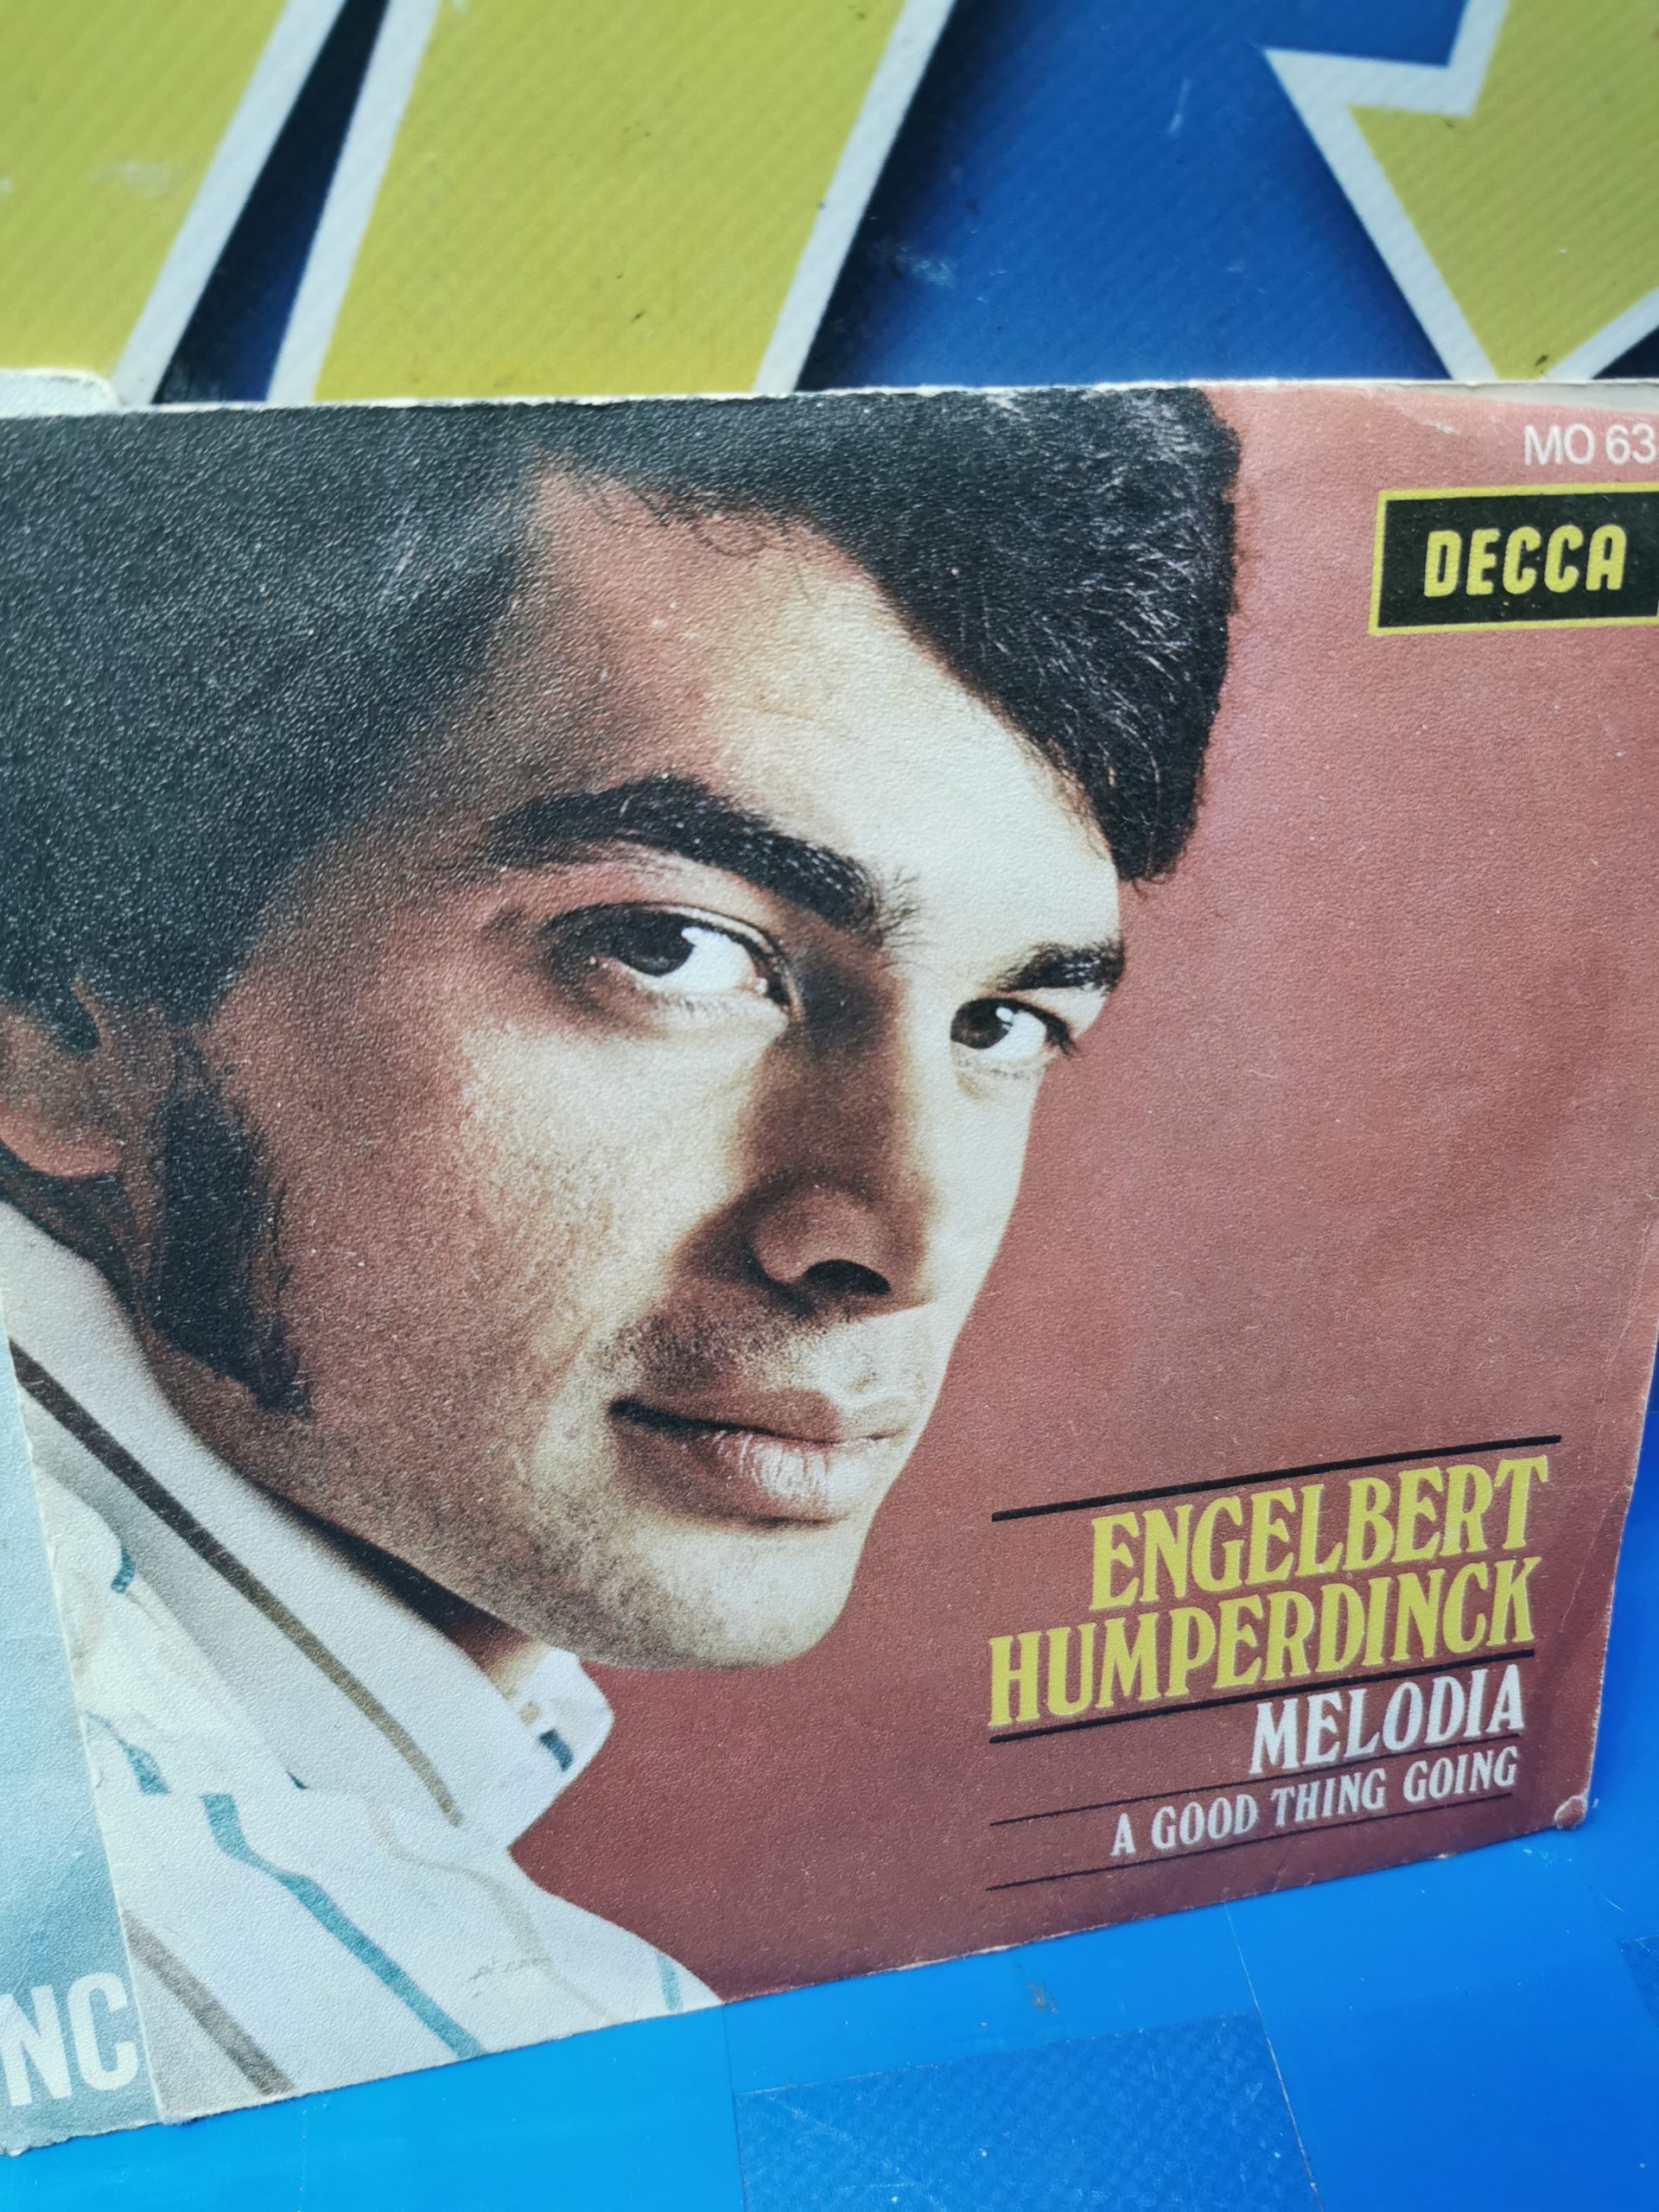 MO 63
DECCA
ENGELBERT
HUMPERDINCK
MELODIA
A GOOD THING GOING
NC